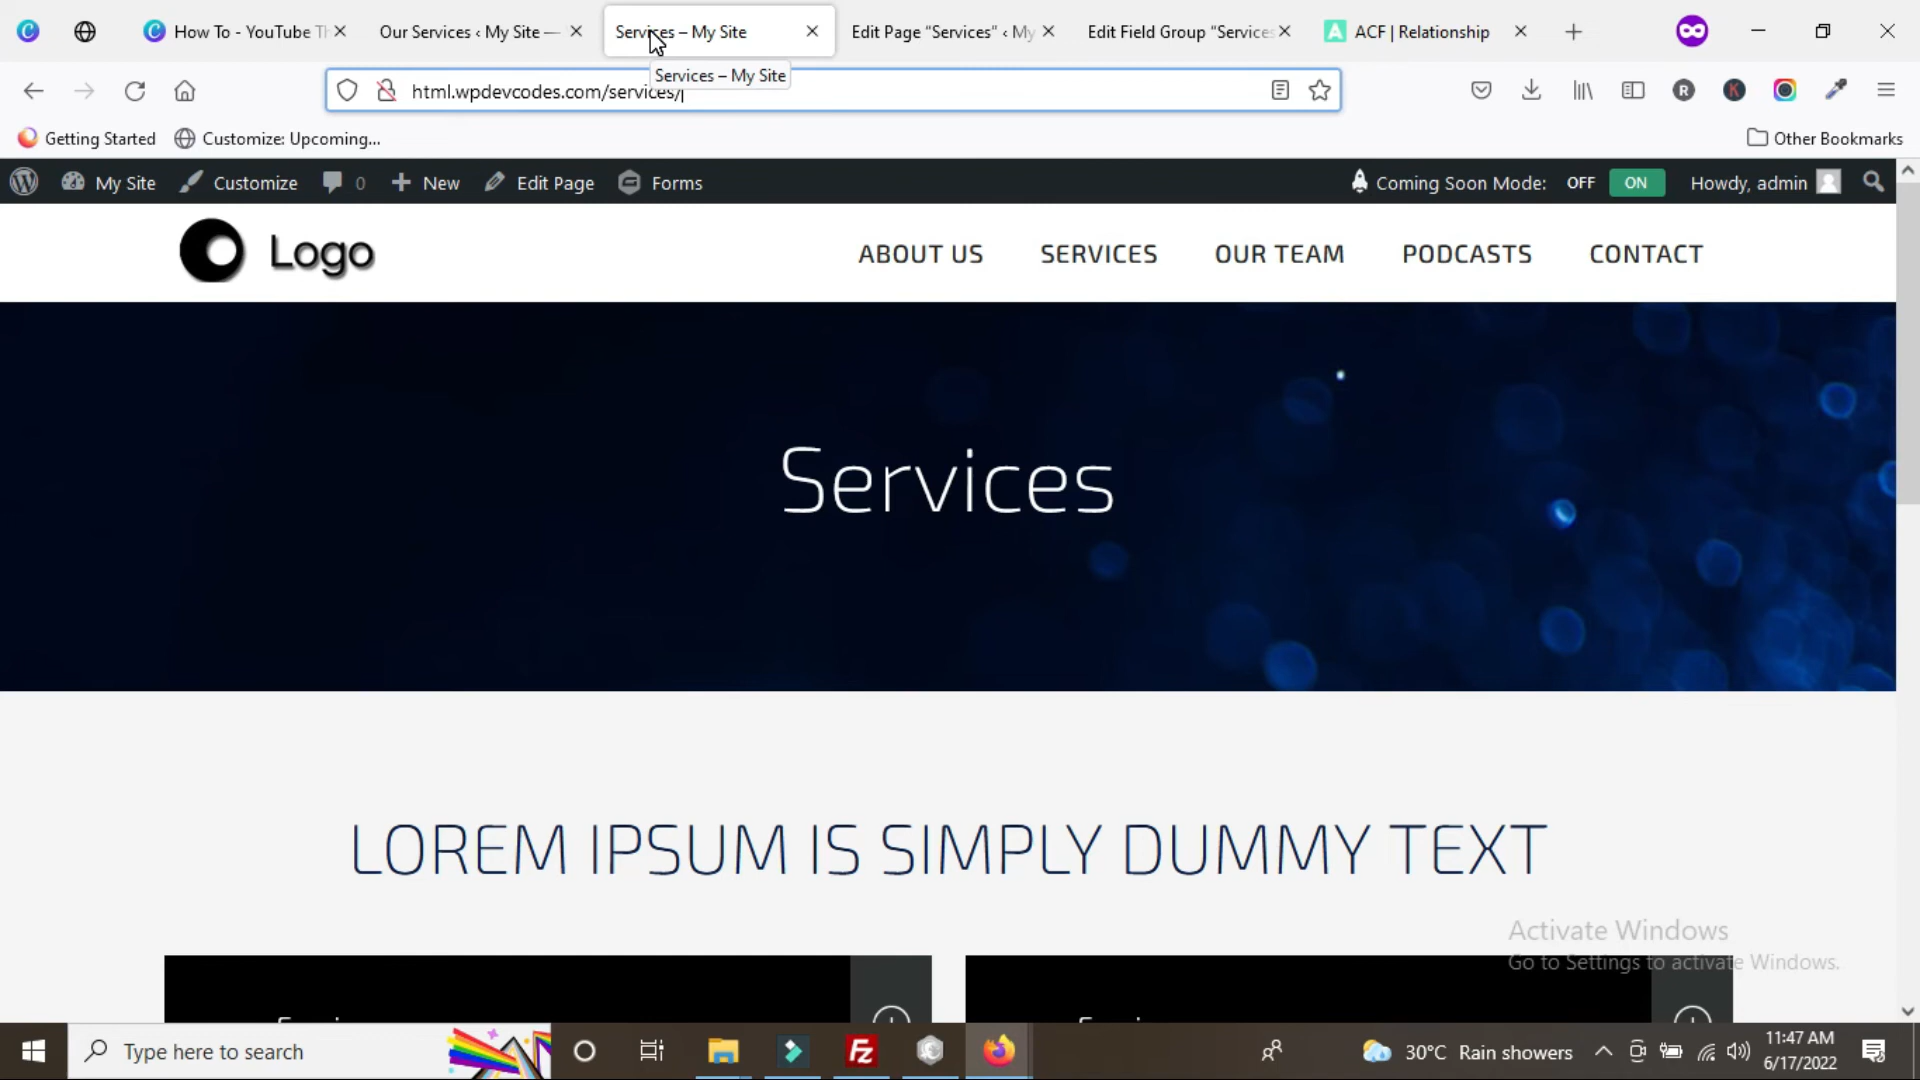 How To - YouTube Th
Our Services ‹ My Site —
Services – My Site
Edit Page "Services" ‹ My
Edit Field Group "Services
ACF | Relationship
Services – My Site
html.wpdevcodes.com/services/
Getting Started
Customize: Upcoming...
Other Bookmarks
My Site
Customize
0
New
Edit Page
Forms
Coming Soon Mode:
OFF
ON
Howdy, admin
Logo
ABOUT US
SERVICES
OUR TEAM
PODCASTS
CONTACT
Services
LOREM IPSUM IS SIMPLY DUMMY TEXT
Activate Windows
Go to Settings to activate Windows.
Type here to search
30°C Rain showers
11:47 AM
6/17/2022